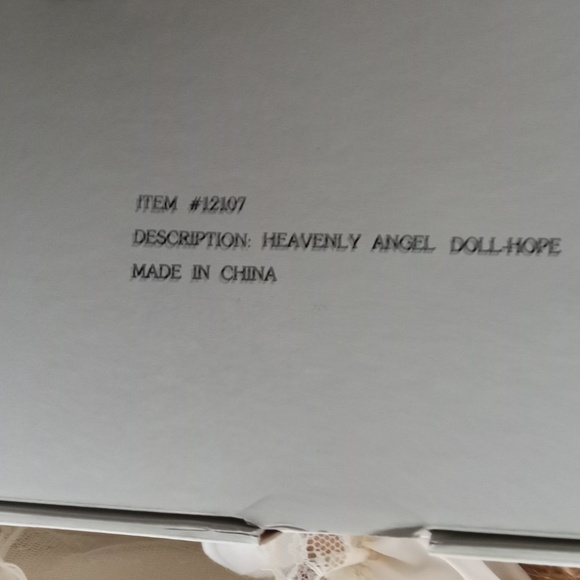 ITEM #12107
DESCRIPTION: HEAVENLY ANGEL DOLL-HOPE
MADE IN CHINA